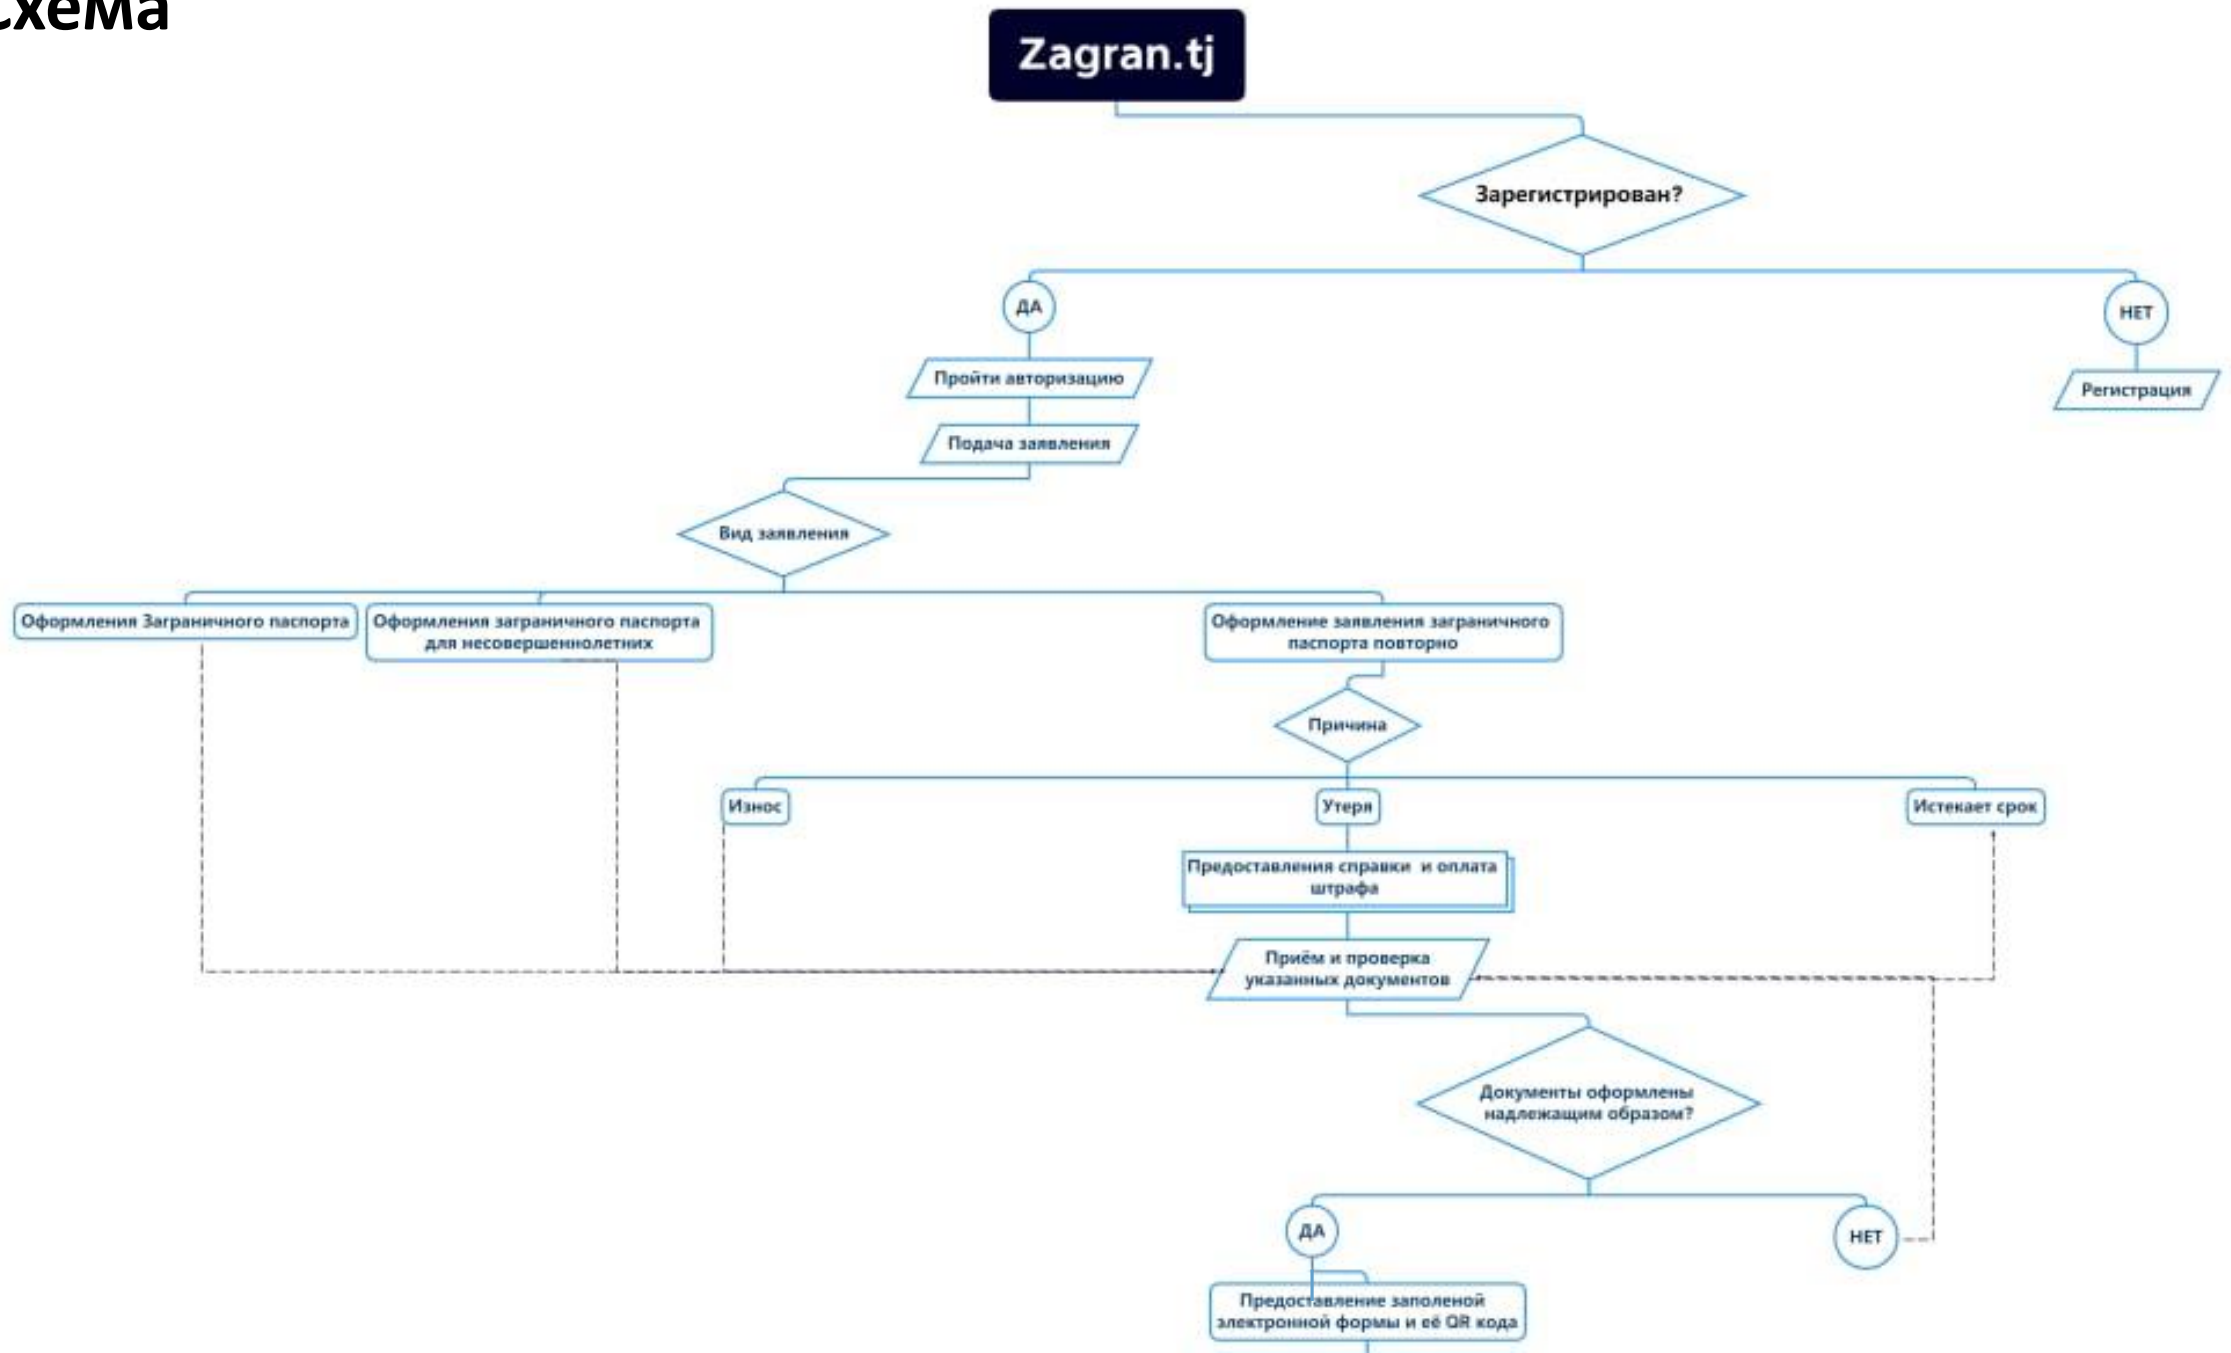 схема
Zagran.tj
Зарегистрирован?
ДА
НЕТ
Пройти авторизацию
Регистрация
Подача заявления
Вид заявления
Оформления Заграничного паспорта
Оформления заграничного паспорта
для несовершеннолетних
Оформление заявления заграничного
паспорта повторно
Причина
Износ
Утеря
Истекает срок
Предоставления справки и оплата
штрафа
Приём и проверка
указанных документов
Документы оформлены
надлежащим образом?
ДА
НЕТ
Предоставление заполеной
электронной формы и её QR кода